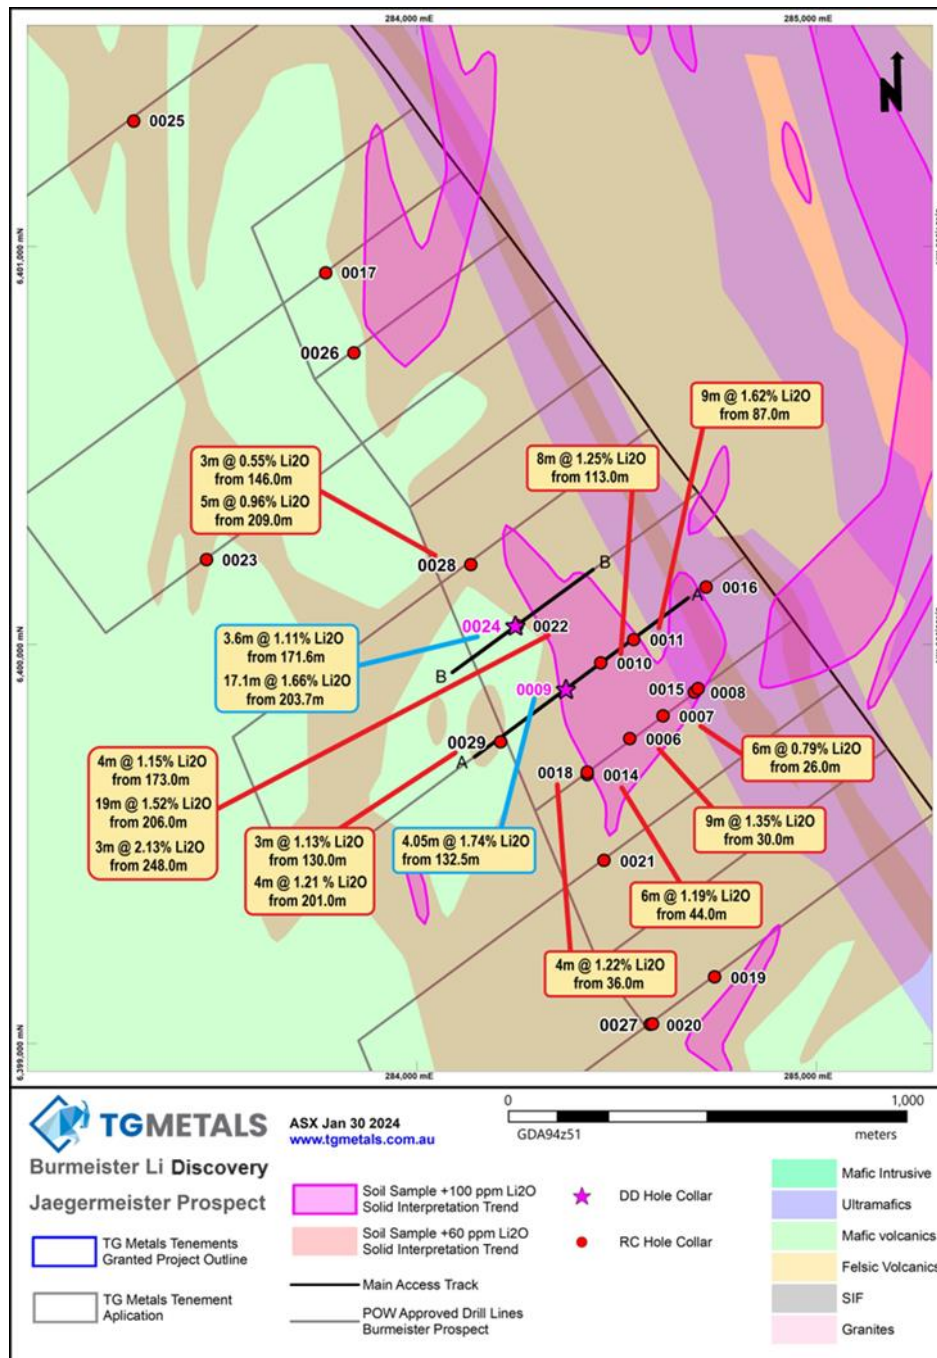 284,000 mE
285,000 mE
N
0025
6,401,000 mN
0017
0026
9m @ 1.62% Li2O
from 87.0m
8m @ 1.25% Li2O
from 113.0m
3m @ 0.55% Li2O
from 146.0m
5m @ 0.96% Li2O
from 209.0m
0023
0028
B
0016
A
0024
0022
3.6m @ 1.11% Li2O
from 171.6m
17.1m @ 1.66% Li2O
from 203.7m
6,400,000 mN
0011
0010
B
0009
0015
0008
0007
0029
0006
A
6m @ 0.79% Li2O
from 26.0m
4m @ 1.15% Li2O
from 173.0m
19m @ 1.52% Li2O
from 206.0m
3m @ 2.13% Li2O
from 248.0m
0018
0014
9m @ 1.35% Li2O
from 30.0m
3m @ 1.13% Li2O
from 130.0m
4m @ 1.21 % Li2O
from 201.0m
4.05m @ 1.74% Li2O
from 132.5m
0021
6m @ 1.19% Li2O
from 44.0m
4m @ 1.22% Li2O
from 36.0m
0019
0027
0020
6,399,000 mN
284,000 mE
285,000 mE
TGMETALS
Burmeister Li Discovery
Jaegermeister Prospect
ASX Jan 30 2024
www.tgmetals.com.au
0
1,000
GDA94z51
meters
TG Metals Tenements
Granted Project Outline
TG Metals Tenement
Aplication
Soil Sample +100 ppm Li2O
Solid Interpretation Trend
Soil Sample +60 ppm Li2O
Solid Interpretation Trend
Main Access Track
POW Approved Drill Lines
Burmeister Prospect
DD Hole Collar
RC Hole Collar
Mafic Intrusive
Ultramafics
Mafic volcanics
Felsic Volcanics
SIF
Granites